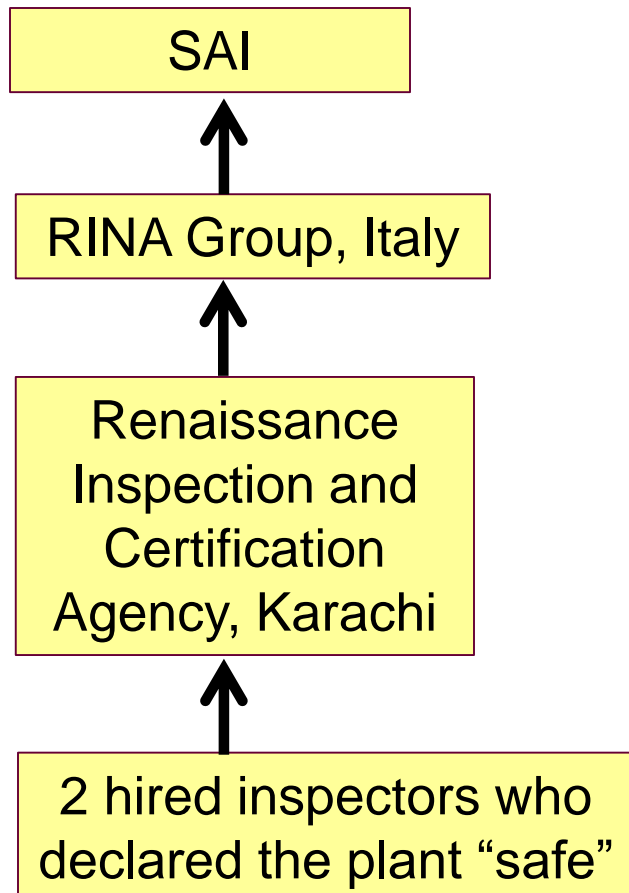 SAI
RINA Group, Italy
Renaissance
Inspection and
Certification
Agency, Karachi
2 hired inspectors who
declared the plant “safe”